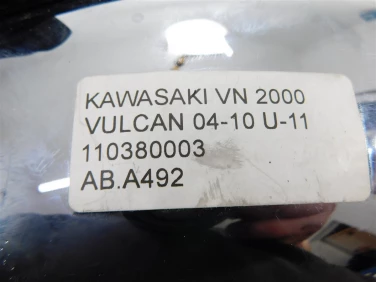 KAWASAKI VN 2000
VULCAN 04-10 U-11
110380003
AB.A492